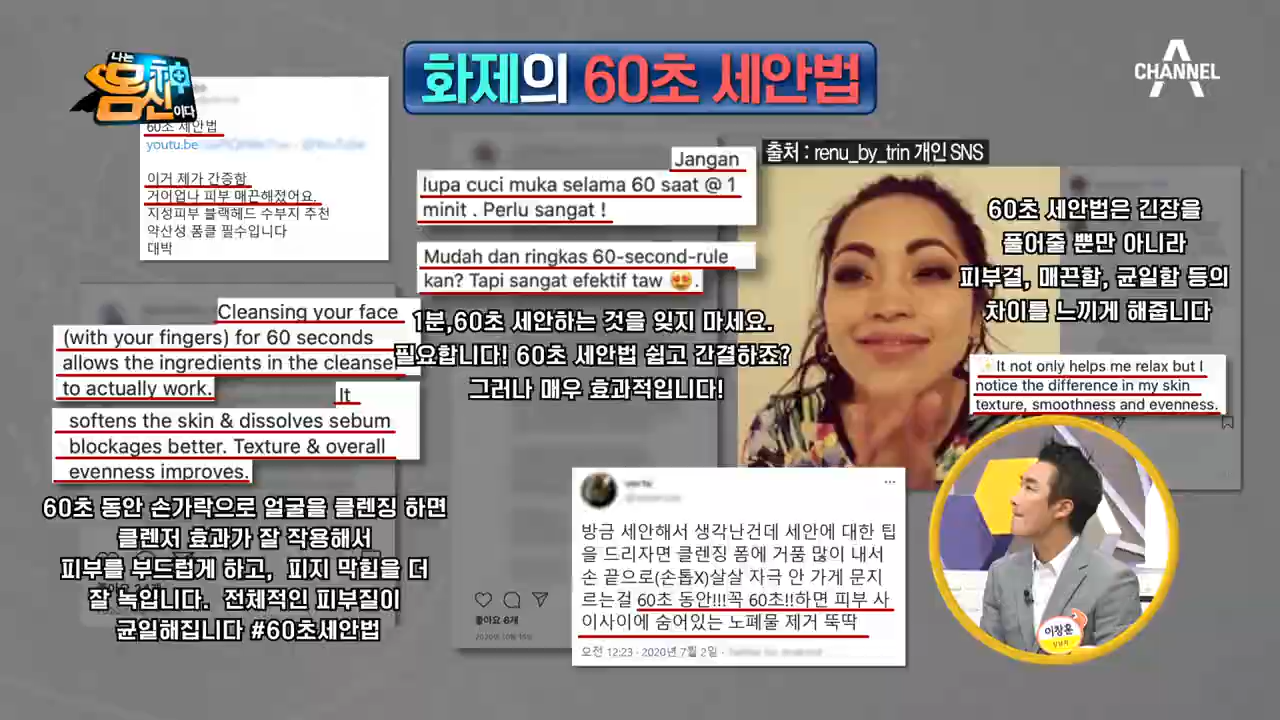 나는
몸신
神
이다
화제의 60초 세안법
CHANNEL
60초 세안법
youtu.be
이거 제가 간증함
거이업나 피부 매끈해졌어요.
지성피부 블랙헤드 수부지 추천
약산성 폼클 필수입니다
대박
Jangan
lupa cuci muka selama 60 saat @ 1
minit . Perlu sangat !
Mudah dan ringkas 60-second-rule
kan? Tapi sangat efektif taw 😍 .
1분,60초 세안하는 것을 잊지 마세요.
필요합니다! 60초 세안법 쉽고 간결하죠?
그러나 매우 효과적입니다!
출처 : renu_by_trin 개인 SNS
60초 세안법은 긴장을
풀어줄 뿐만 아니라
피부결, 매끈함, 균일함 등의
차이를 느끼게 해줍니다
✨It not only helps me relax but I
notice the difference in my skin
texture, smoothness and evenness.
Cleansing your face
(with your fingers) for 60 seconds
allows the ingredients in the cleanser
to actually work.
It
softens the skin & dissolves sebum
blockages better. Texture & overall
evenness improves.
60초 동안 손가락으로 얼굴을 클렌징 하면
클렌저 효과가 잘 작용해서
피부를 부드럽게 하고, 피지 막힘을 더
잘 녹입니다. 전체적인 피부질이
균일해집니다 #60초세안법
좋아요 6개
방금 세안해서 생각난건데 세안에 대한 팁
을 드리자면 클렌징 폼에 거품 많이 내서
손 끝으로(손톱X)살살 자극 안 가게 문지
르는걸 60초 동안!!!꼭 60초!!하면 피부 사
이사이에 숨어있는 노폐물 제거 뚝딱
오전 12:23 · 2020년 7월 2일 ·
이창훈